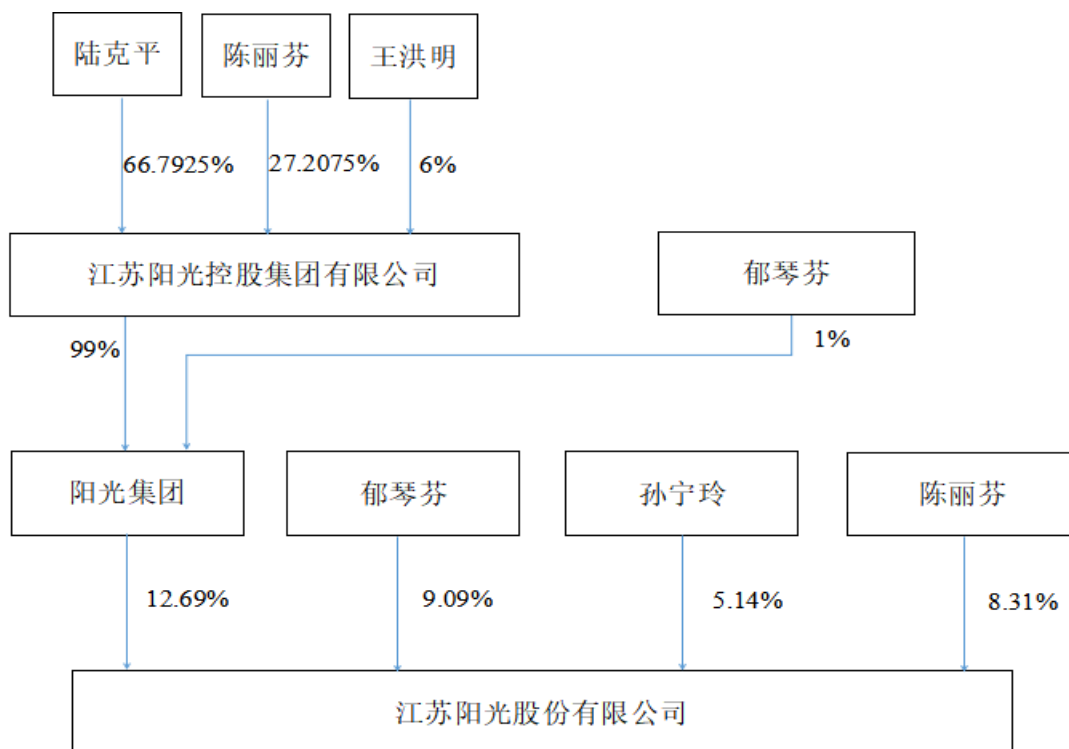 陆克平
陈丽芬
王洪明
66.7925%
27.2075%
6%
江苏阳光控股集团有限公司
郁琴芬
99%
1%
阳光集团
郁琴芬
孙宁玲
陈丽芬
12.69%
9.09%
5.14%
8.31%
江苏阳光股份有限公司